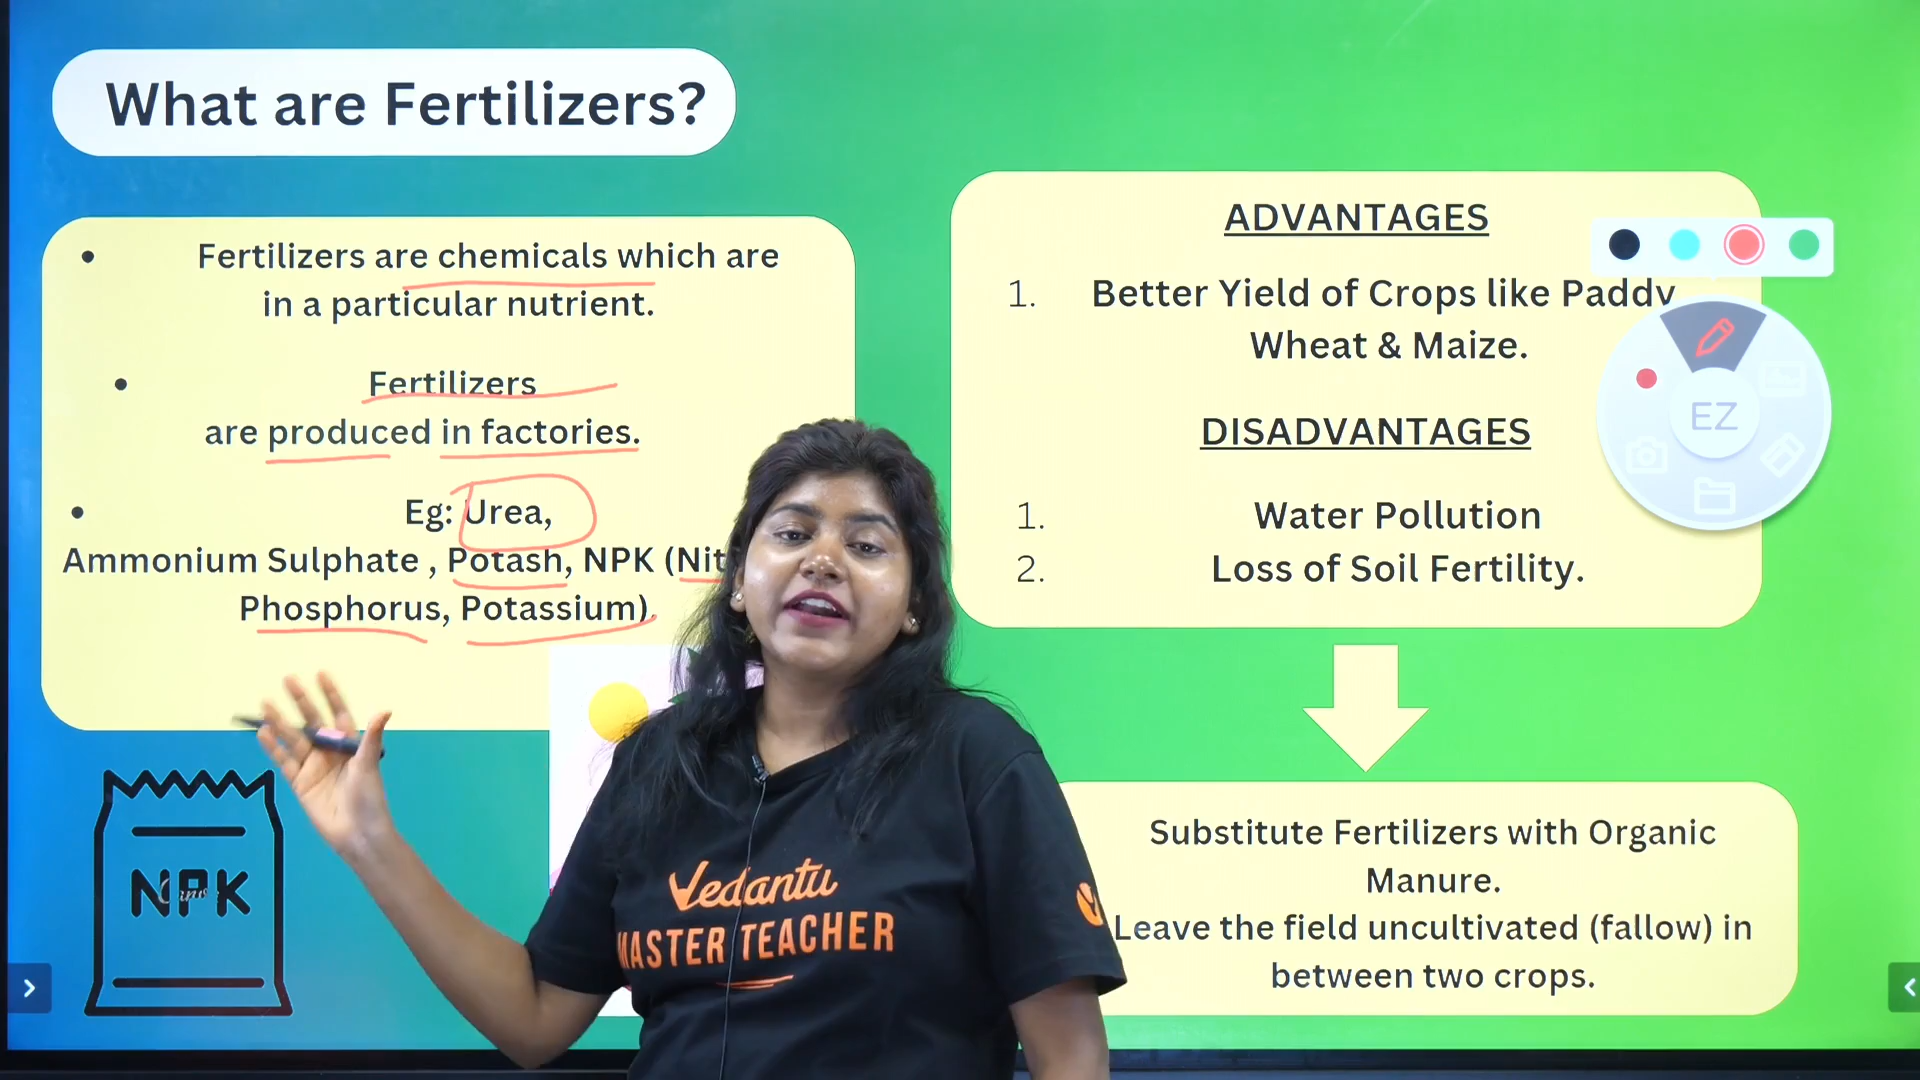 What are Fertilizers?
• Fertilizers are chemicals which are
in a particular nutrient.
• Fertilizers
are produced in factories.
• Eg: Urea,
Ammonium Sulphate , Potash, NPK (Nit
Phosphorus, Potassium).
NPK
ADVANTAGES
1. Better Yield of Crops like Paddy
Wheat & Maize.
DISADVANTAGES
1. Water Pollution
2. Loss of Soil Fertility.
EZ
Substitute Fertilizers with Organic
Manure.
Leave the field uncultivated (fallow) in
between two crops.
Vedantu
MASTER TEACHER